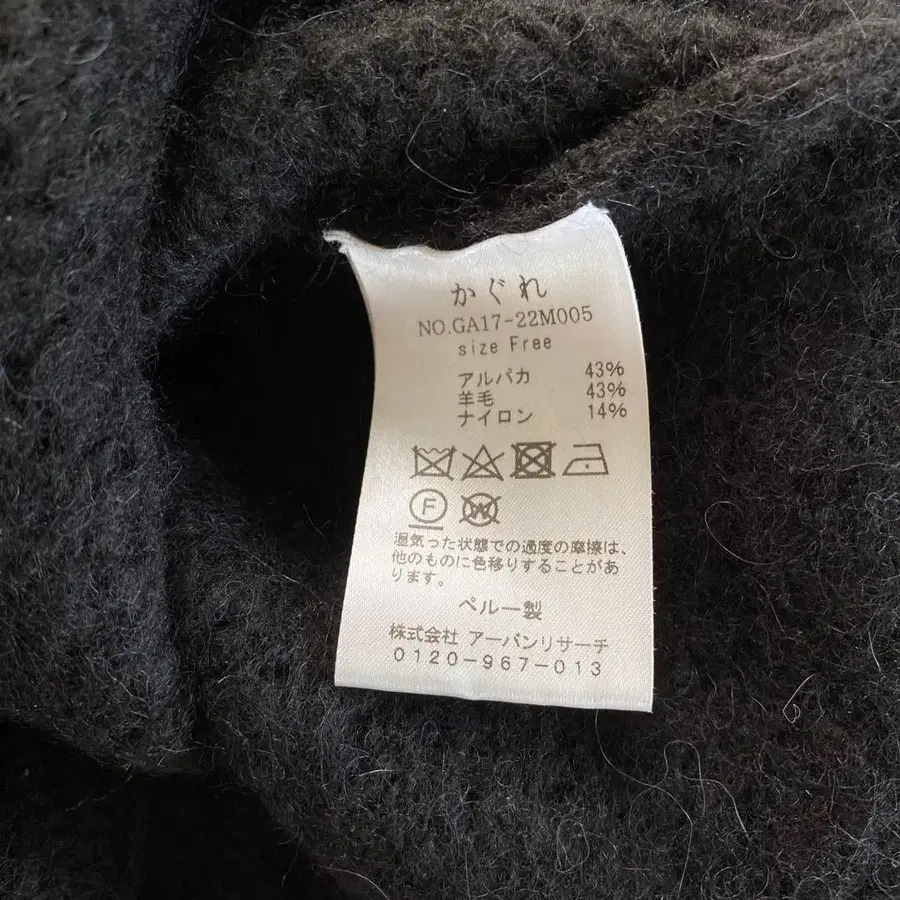 かぐれ
NO.GA17-22M005
size Free
アルパカ 43%
羊毛 43%
ナイロン 14%
F W
湿気った状態での過度の摩擦は、
他のものに色移りすることがあ
ります。
ペルー製
株式会社 アーバンリサーチ
0120-967-013